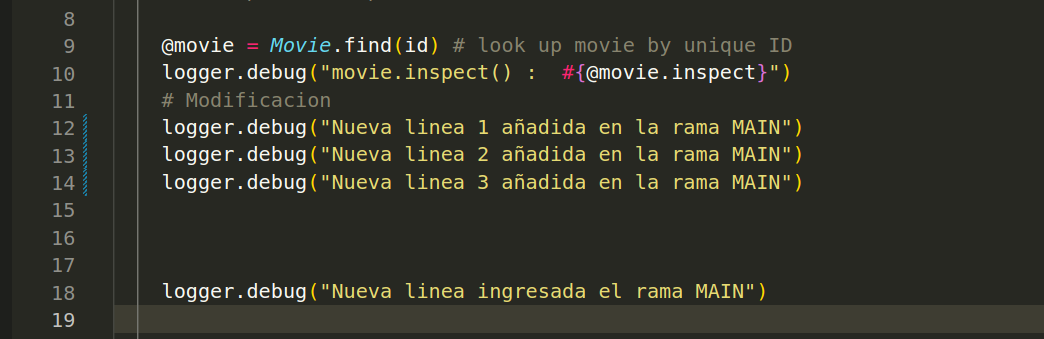 8
9 @movie = Movie.find(id) # look up movie by unique ID
10 logger.debug("movie.inspect() :  #{@movie.inspect}")
11 # Modificacion
12 logger.debug("Nueva linea 1 añadida en la rama MAIN")
13 logger.debug("Nueva linea 2 añadida en la rama MAIN")
14 logger.debug("Nueva linea 3 añadida en la rama MAIN")
15
16
17
18 logger.debug("Nueva linea ingresada el rama MAIN")
19